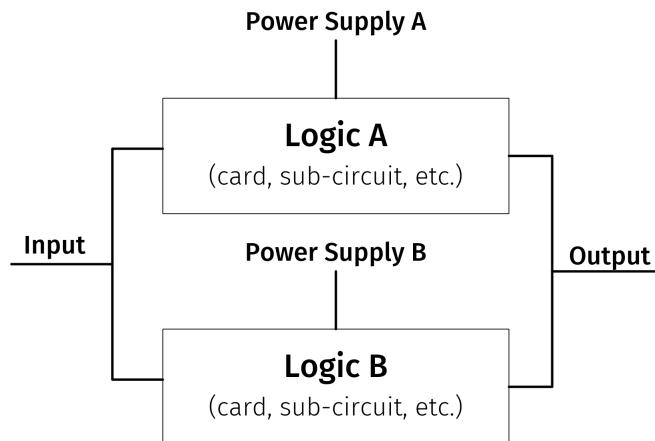 Power Supply A
Logic A
(card, sub-circuit, etc.)
Input
Power Supply B
Output
Logic B
(card, sub-circuit, etc.)